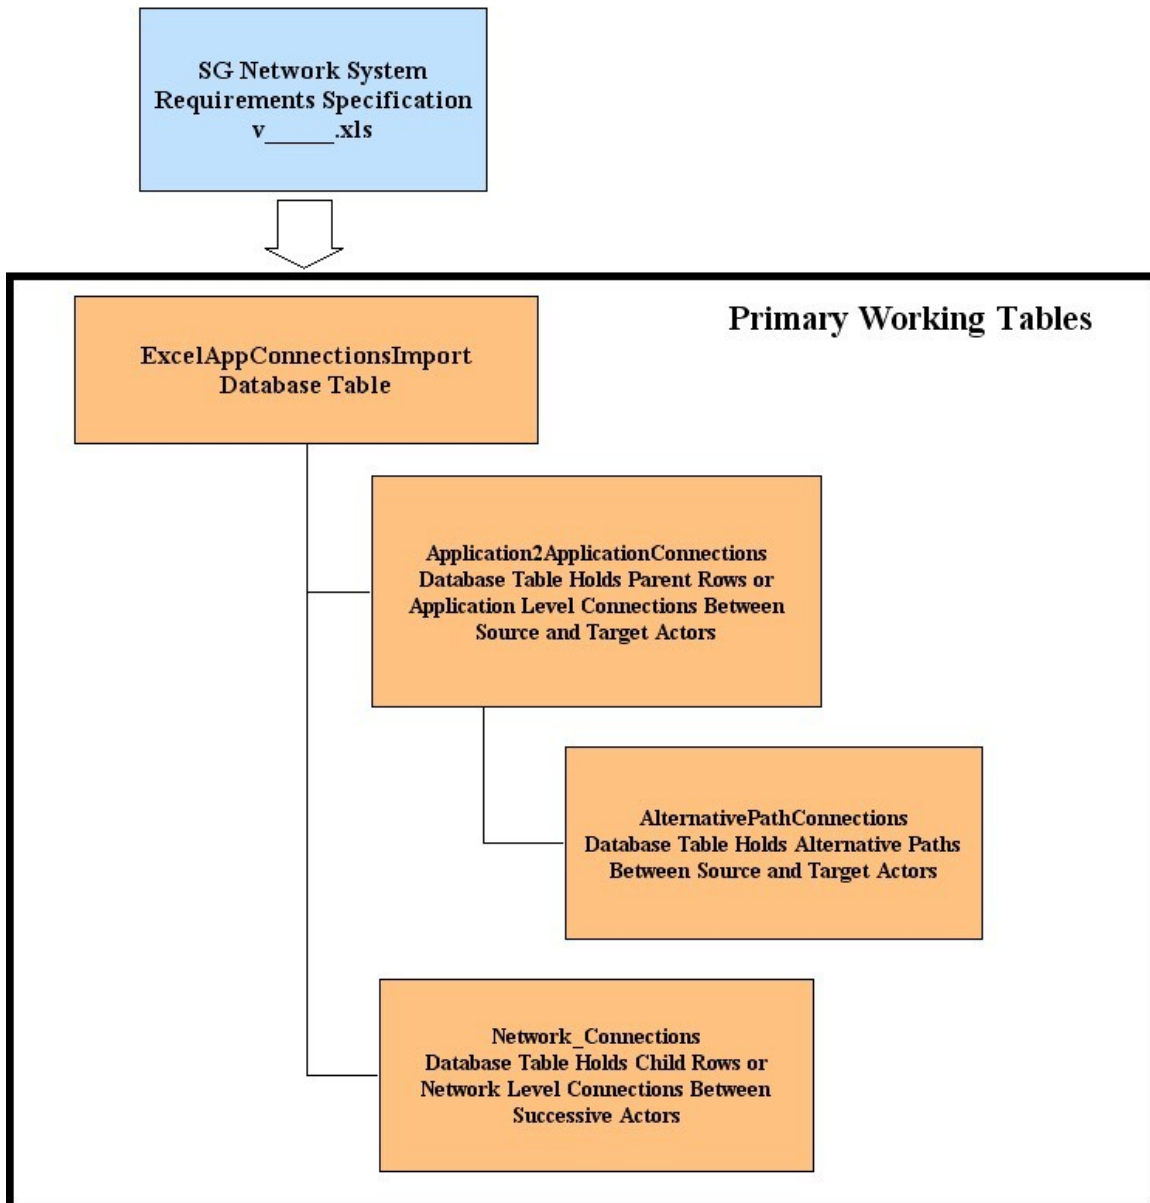 SG Network System
Requirements Specification
v______.xls
Primary Working Tables
ExcelAppConnectionsImport
Database Table
Application2ApplicationConnections
Database Table Holds Parent Rows or
Application Level Connections Between
Source and Target Actors
AlternativePathConnections
Database Table Holds Alternative Paths
Between Source and Target Actors
Network_Connections
Database Table Holds Child Rows or
Network Level Connections Between
Successive Actors